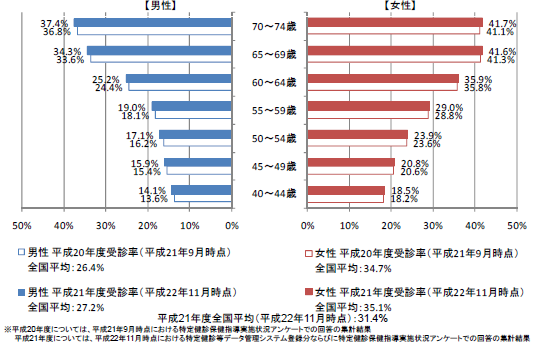 【男性】
【女性】
37.4%
36.8%
70～74歳
41.7%
41.1%
34.3%
33.6%
65～69歳
41.6%
41.3%
25.2%
24.4%
60～64歳
35.9%
35.8%
19.0%
18.1%
55～59歳
29.0%
28.8%
17.1%
16.2%
50～54歳
23.9%
23.6%
15.9%
15.4%
45～49歳
20.8%
20.6%
14.1%
13.6%
40～44歳
18.5%
18.2%
50% 40% 30% 20% 10% 0%
0% 10% 20% 30% 40% 50%
男性 平成20年度受診率（平成21年9月時点）
全国平均：26.4%
女性 平成20年度受診率（平成21年9月時点）
全国平均：34.7%
男性 平成21年度受診率（平成22年11月時点）
全国平均：27.2%
女性 平成21年度受診率（平成22年11月時点）
全国平均：35.1%
平成21年度全国平均（平成22年11月時点）：31.4%
※平成20年度については、平成21年9月時点における特定健診保健指導実施状況アンケートでの回答の集計結果
平成21年度については、平成22年11月時点における特定健診等データ管理システム登録分ならびに特定健診保健指導実施状況アンケートでの回答の集計結果